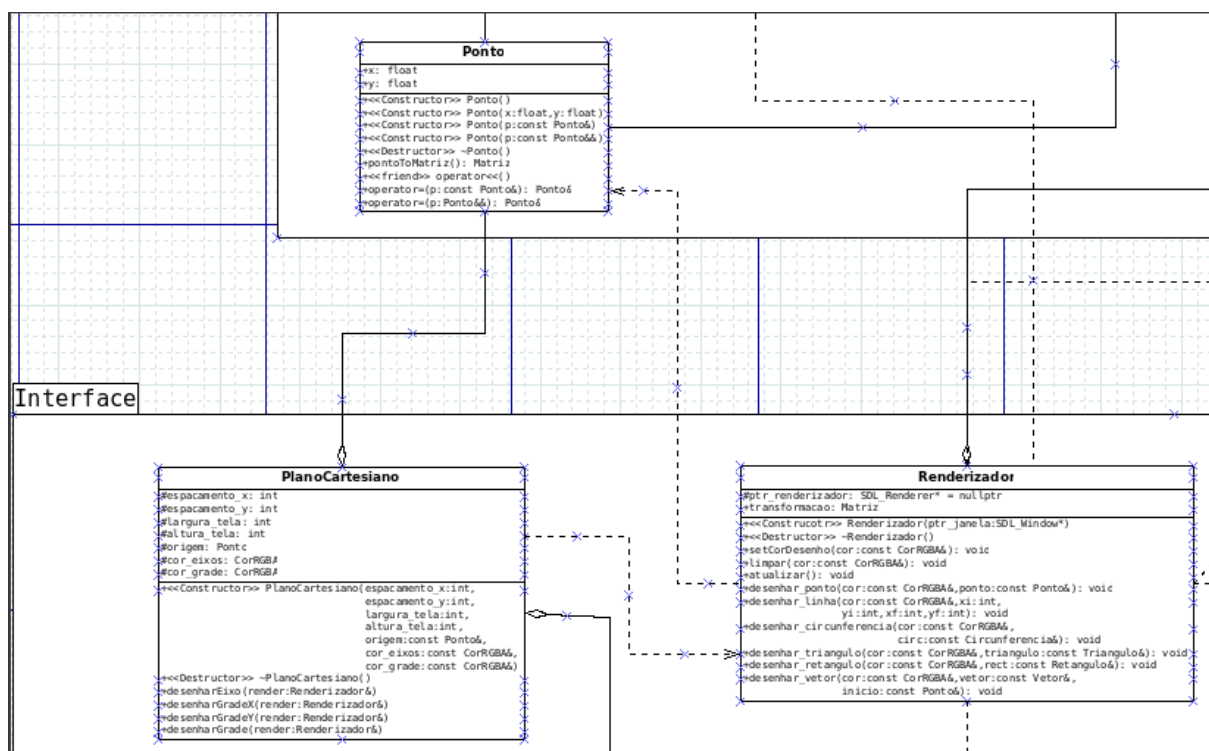 Ponto
+x: float
+y: float
+<<Constructor>> Ponto()
+<<Constructor>> Ponto(x:float,y:float)
+<<Constructor>> Ponto(p:const Ponto&)
+<<Constructor>> Ponto(p:const Ponto&&)
+<<Destructor>> ~Ponto()
+pontoToMatriz(): Matriz
+<<friend>> operator<<()
+operator=(p:const Ponto&): Ponto&
+operator=(p:Ponto&&): Ponto&
Interface
PlanoCartesiano
#espacamento_x: int
#espacamento_y: int
#largura_tela: int
#altura_tela: int
#origem: Ponto
#cor_eixos: CorRGBA
#cor_grade: CorRGBA
+<<Constructor>> PlanoCartesiano(espacamento_x:int,
espacamento_y:int,
largura_tela:int,
altura_tela:int,
origem:const Ponto&,
cor_eixos:const CorRGBA&,
cor_grade:const CorRGBA&)
+<<Destructor>> ~PlanoCartesiano()
+desenharEixo(render:Renderizador&)
+desenharGradeX(render:Renderizador&)
+desenharGradeY(render:Renderizador&)
+desenharGrade(render:Renderizador&)
Renderizador
#ptr_renderizador: SDL_Renderer* = nullptr
+transformacao: Matriz
+<<Construcotr>> Renderizador(ptr_janela:SDL_Window*)
+<<Destructor>> ~Renderizador()
+setCorDesenho(cor:const CorRGBA&): void
+limpar(cor:const CorRGBA&): void
+atualizar(): void
+desenhar_ponto(cor:const CorRGBA&,ponto:const Ponto&): void
+desenhar_linha(cor:const CorRGBA&,xi:int,
yi:int,xf:int,yf:int): void
+desenhar_circunferencia(cor:const CorRGBA&,
circ:const Circunferencia&): void
+desenhar_triangulo(cor:const CorRGBA&,triangulo:const Triangulo&): void
+desenhar_retangulo(cor:const CorRGBA&,rect:const Retangulo&): void
+desenhar_vetor(cor:const CorRGBA&,vetor:const Vetor&,
inicio:const Ponto&): void